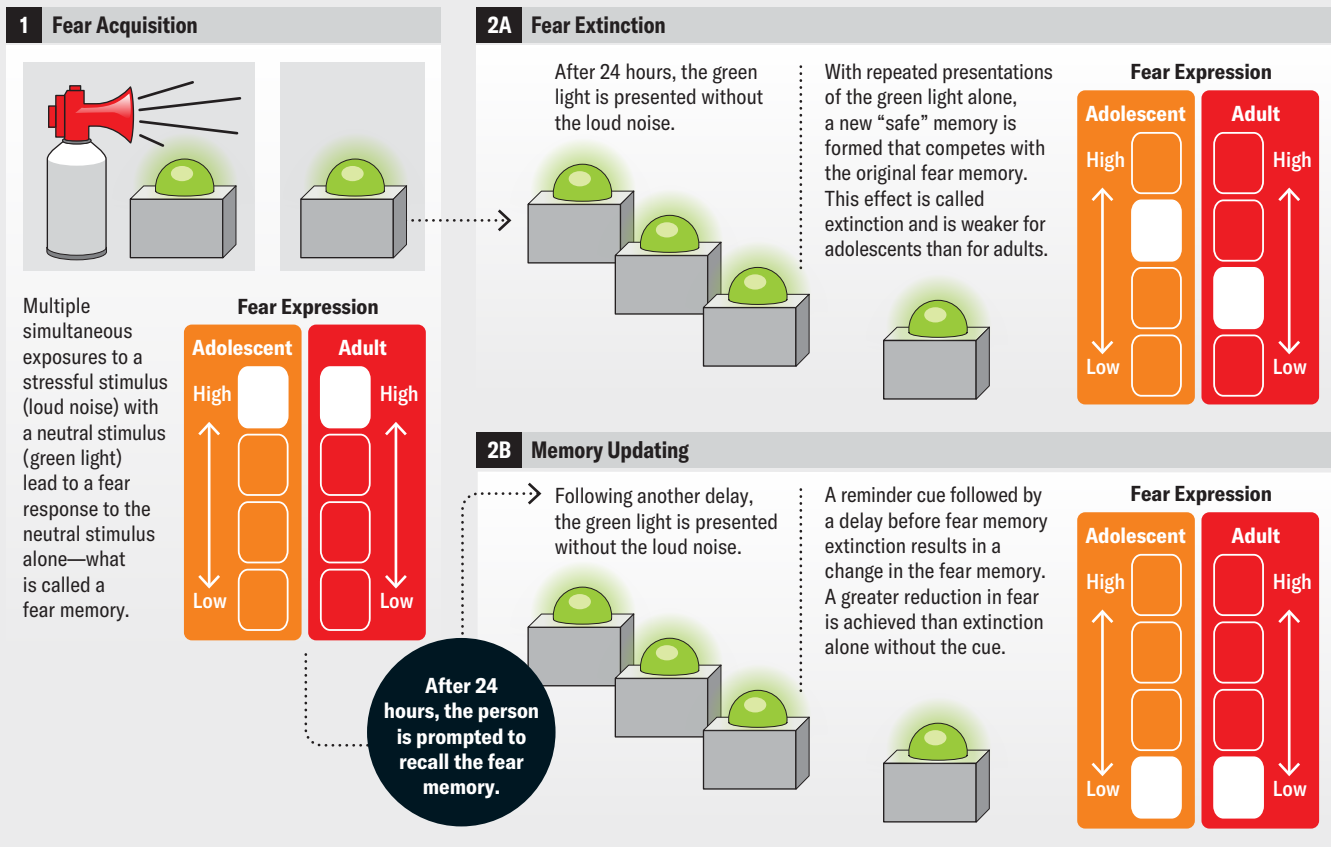 1 Fear Acquisition
Multiple
simultaneous
exposures to a
stressful stimulus
(loud noise) with
a neutral stimulus
(green light)
lead to a fear
response to the
neutral stimulus
alone—what
is called a
fear memory.
Fear Expression
Adolescent
Adult
High
High
Low
Low
After 24
hours, the person
is prompted to
recall the fear
memory.
2A Fear Extinction
After 24 hours, the green
light is presented without
the loud noise.
With repeated presentations
of the green light alone,
a new “safe” memory is
formed that competes with
the original fear memory.
This effect is called
extinction and is weaker for
adolescents than for adults.
Fear Expression
Adolescent
Adult
High
High
Low
Low
2B Memory Updating
Following another delay,
the green light is presented
without the loud noise.
A reminder cue followed by
a delay before fear memory
extinction results in a
change in the fear memory.
A greater reduction in fear
is achieved than extinction
alone without the cue.
Fear Expression
Adolescent
Adult
High
High
Low
Low